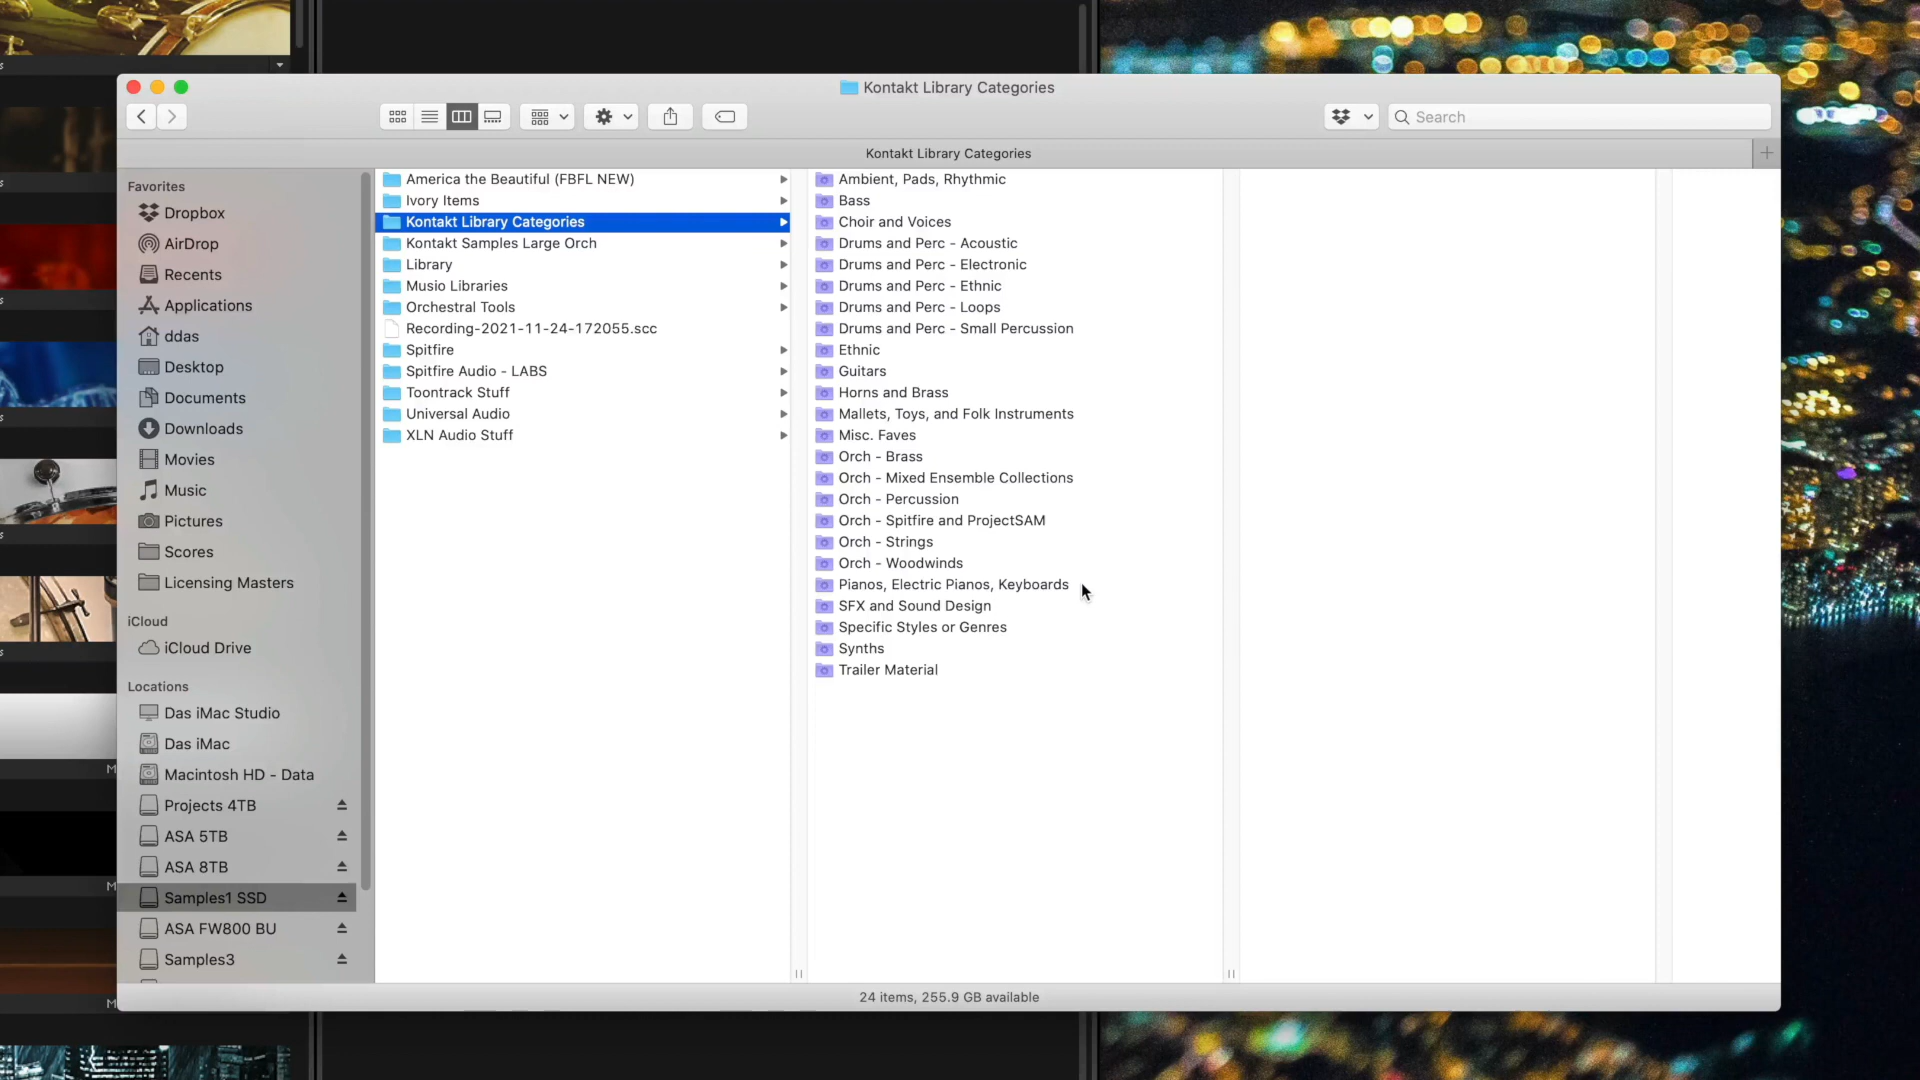 Kontakt Library Categories
Search
Kontakt Library Categories
Favorites
Dropbox
AirDrop
Recents
Applications
ddas
Desktop
Documents
Downloads
Movies
Music
Pictures
Scores
Licensing Masters
iCloud
iCloud Drive
Locations
Das iMac Studio
Das iMac
Macintosh HD - Data
Projects 4TB
ASA 5TB
ASA 8TB
Samples1 SSD
ASA FW800 BU
Samples3
America the Beautiful (FBFL NEW)
Ivory Items
Kontakt Library Categories
Kontakt Samples Large Orch
Library
Musio Libraries
Orchestral Tools
Recording-2021-11-24-172055.scc
Spitfire
Spitfire Audio - LABS
Toontrack Stuff
Universal Audio
XLN Audio Stuff
Ambient, Pads, Rhythmic
Bass
Choir and Voices
Drums and Perc - Acoustic
Drums and Perc - Electronic
Drums and Perc - Ethnic
Drums and Perc - Loops
Drums and Perc - Small Percussion
Ethnic
Guitars
Horns and Brass
Mallets, Toys, and Folk Instruments
Misc. Faves
Orch - Brass
Orch - Mixed Ensemble Collections
Orch - Percussion
Orch - Spitfire and ProjectSAM
Orch - Strings
Orch - Woodwinds
Pianos, Electric Pianos, Keyboards
SFX and Sound Design
Specific Styles or Genres
Synths
Trailer Material
24 items, 255.9 GB available